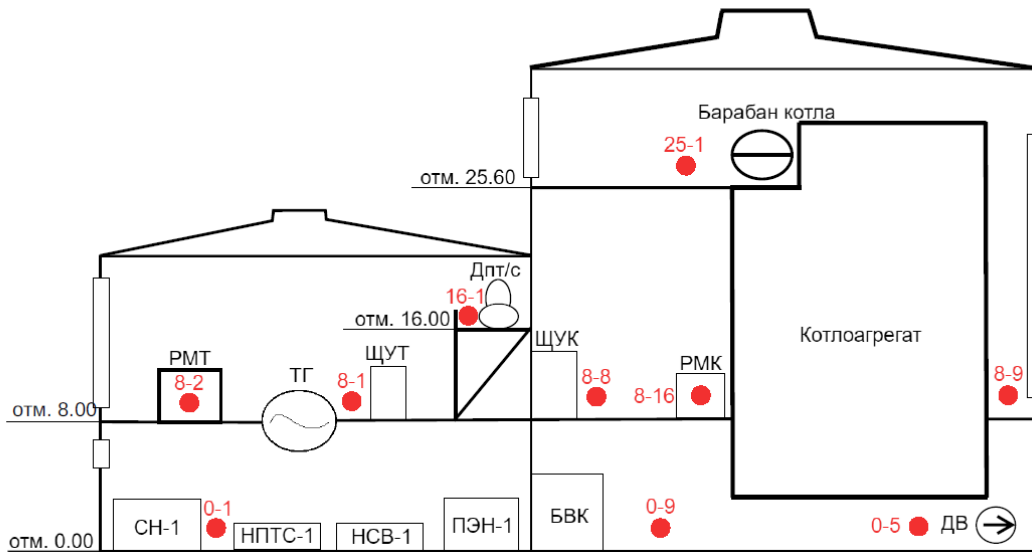 Барабан котла
25-1
отм. 25.60
Дпт/с
16-1
отм. 16.00
Котлоагрегат
ЩУК
ЩУТ
РМТ
ТГ
РМК
8-2
8-1
8-8
8-16
8-9
отм. 8.00
0-1
СН-1
НПТС-1
НСВ-1
ПЭН-1
БВК
0-9
0-5
ДВ
отм. 0.00